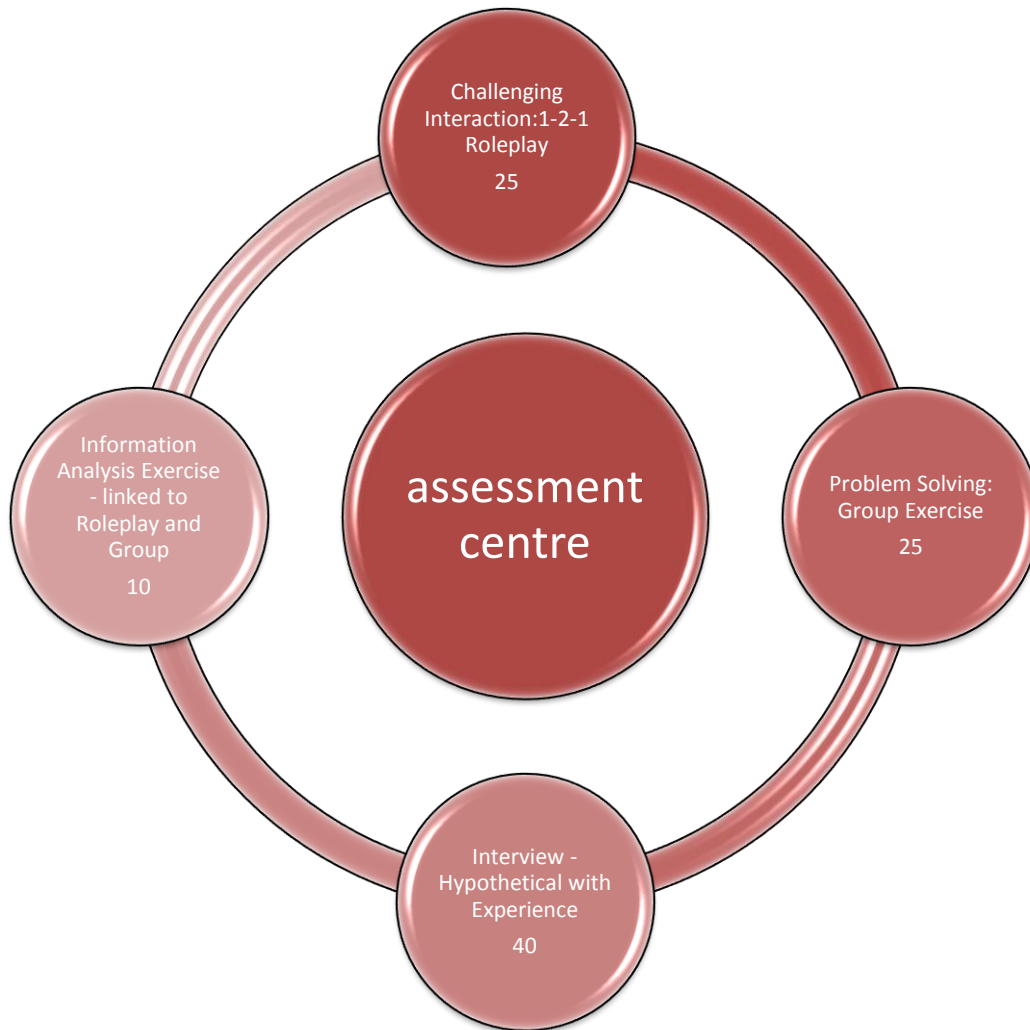 Challenging
Interaction:1-2-1
Roleplay
25
Information
Analysis Exercise
- linked to
Roleplay and
Group
10
assessment
centre
Problem Solving:
Group Exercise
25
Interview -
Hypothetical with
Experience
40